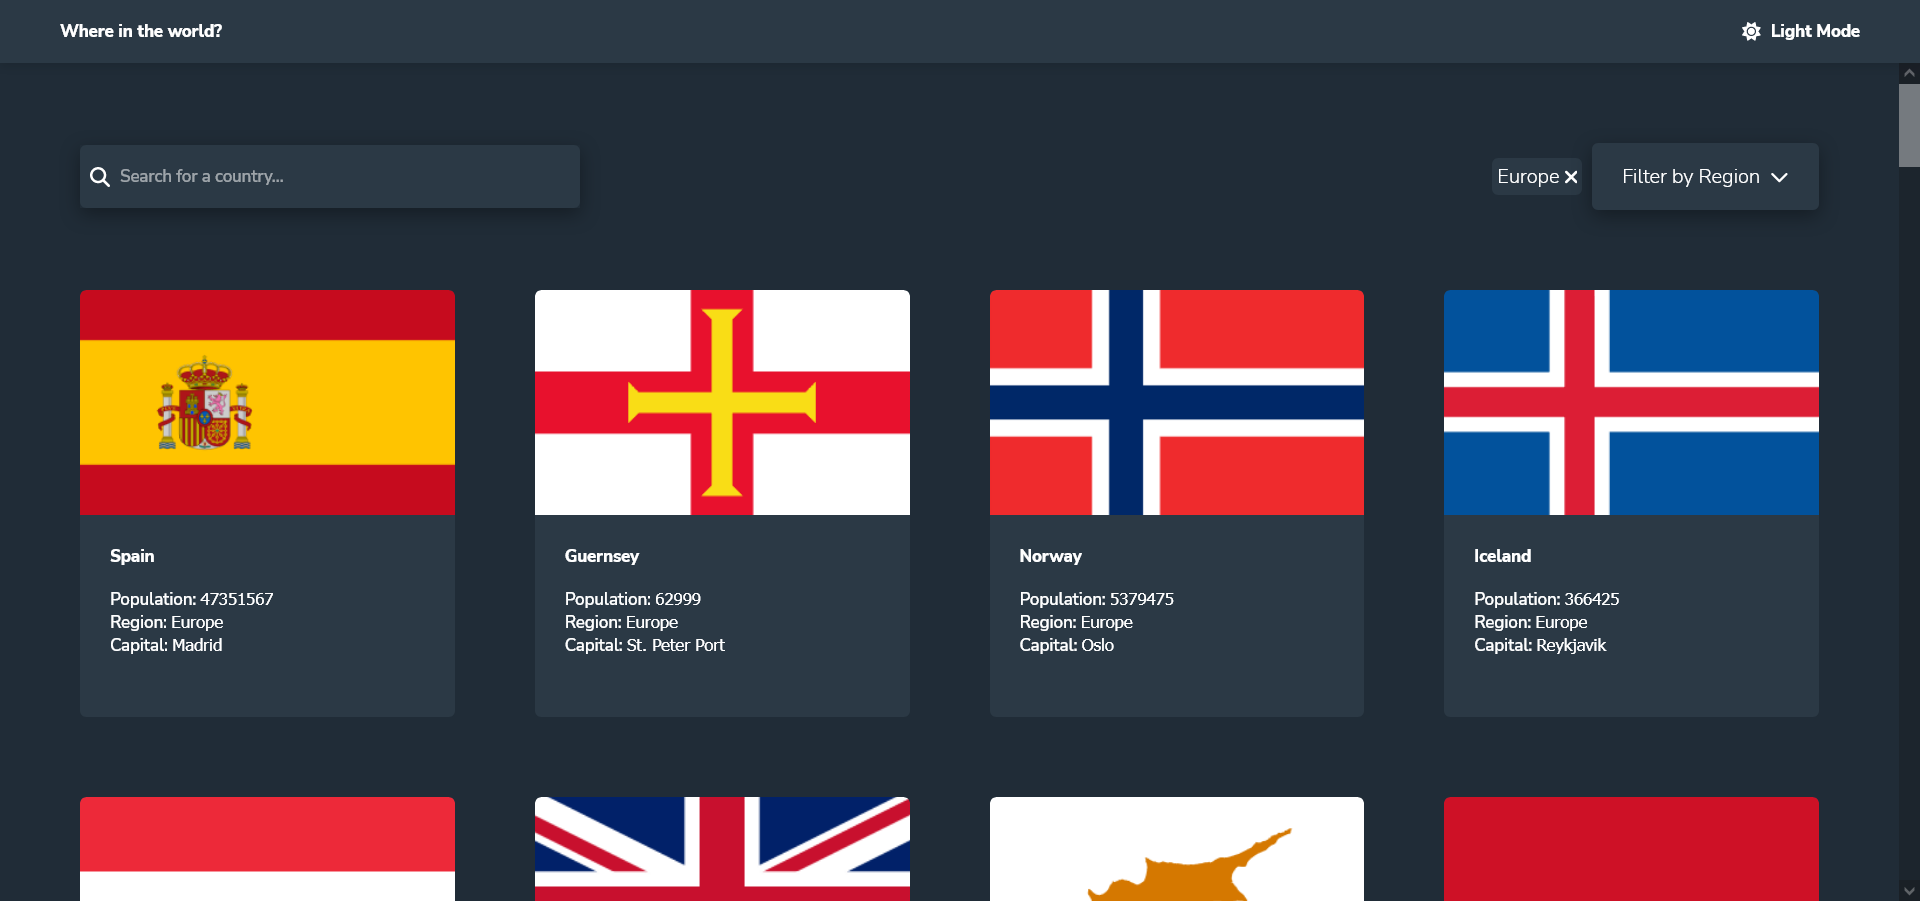 Where in the world?
Light Mode
Search for a country...
Europe
Filter by Region
Spain
Population: 47351567
Region: Europe
Capital: Madrid
Guernsey
Population: 62999
Region: Europe
Capital: St. Peter Port
Norway
Population: 5379475
Region: Europe
Capital: Oslo
Iceland
Population: 366425
Region: Europe
Capital: Reykjavik